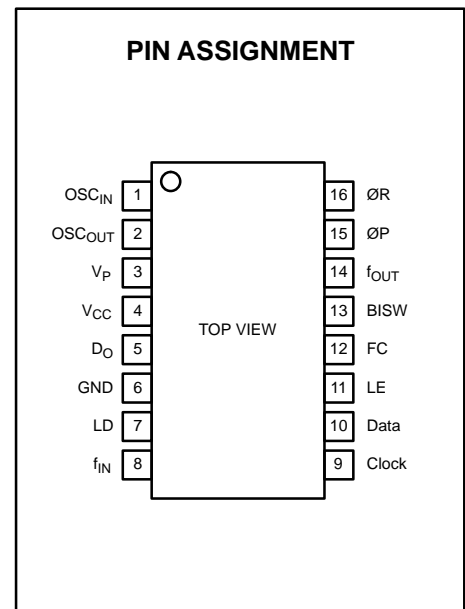 PIN ASSIGNMENT
OSCIN 1
OSCOUT 2
VP 3
VCC 4
DO 5
GND 6
LD 7
fIN 8
TOP VIEW
16 ØR
15 ØP
14 fOUT
13 BISW
12 FC
11 LE
10 Data
9 Clock